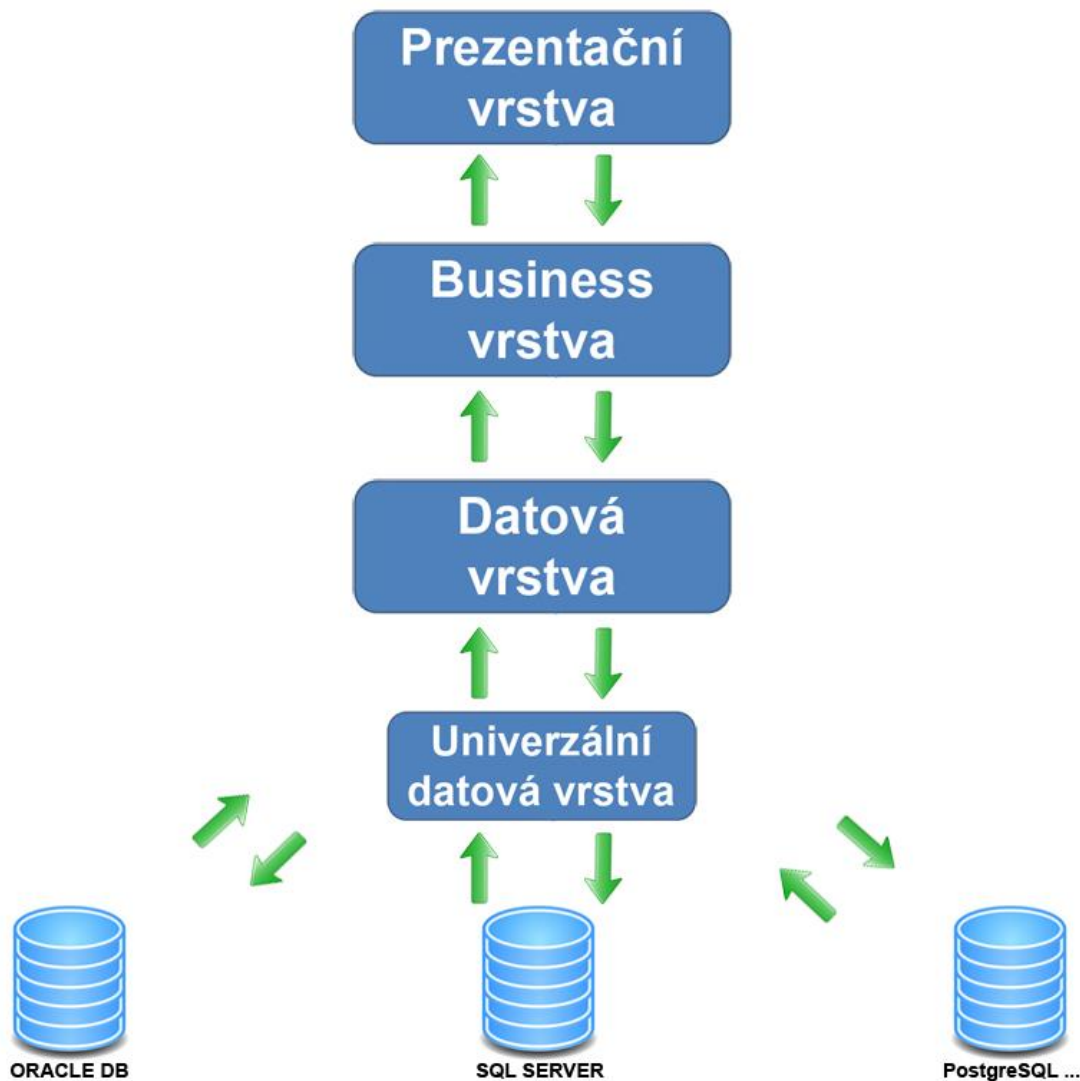 Prezentační
vrstva
Business
vrstva
Datová
vrstva
Univerzální
datová vrstva
ORACLE DB
SQL SERVER
PostgreSQL ...